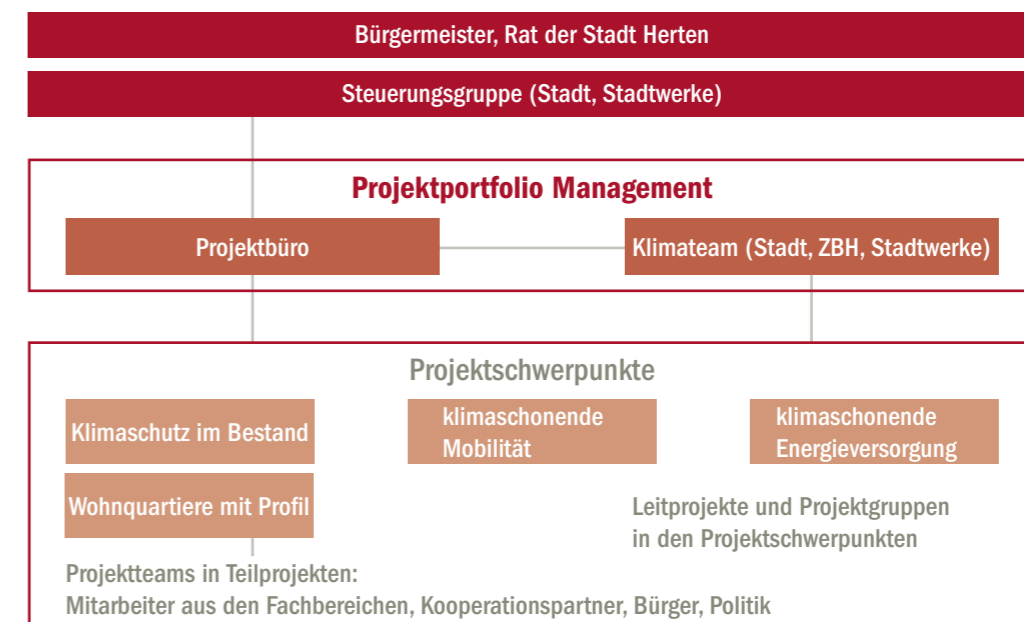 Bürgermeister, Rat der Stadt Herten
Steuerungsgruppe (Stadt, Stadtwerke)
Projektportfolio Management
Projektbüro
Klimateam (Stadt, ZBH, Stadtwerke)
Projektschwerpunkte
Klimaschutz im Bestand
klimaschonende
Mobilität
klimaschonende
Energieversorgung
Wohnquartiere mit Profil
Leitprojekte und Projektgruppen
in den Projektschwerpunkten
Projektteams in Teilprojekten:
Mitarbeiter aus den Fachbereichen, Kooperationspartner, Bürger, Politik